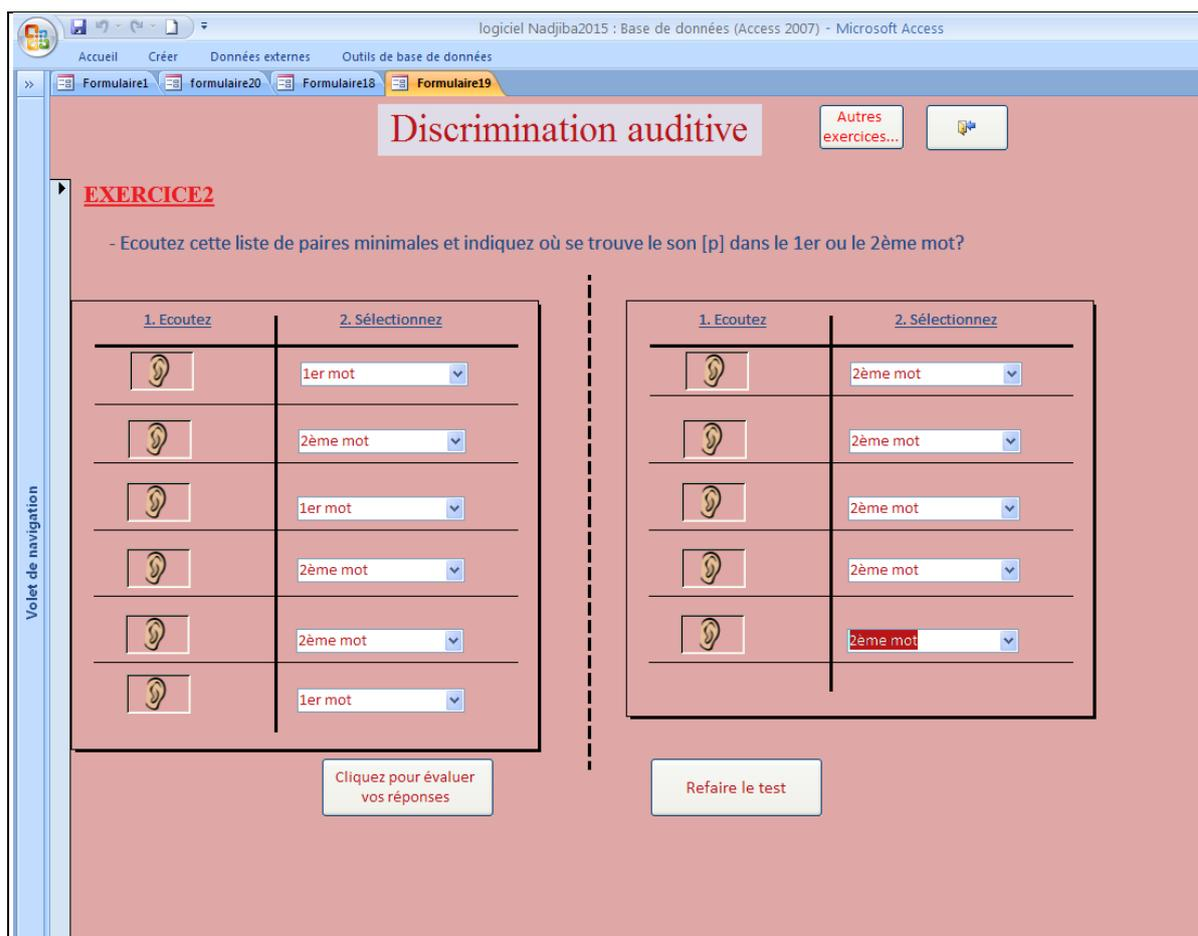 logiciel Nadjiba2015 : Base de données (Access 2007) - Microsoft Access
Accueil Créer Données externes Outils de base de données
» Formulaire1 formulaire20 Formulaire18 Formulaire19
Discrimination auditive
Autres
exercices...
EXERCICE2
- Ecoutez cette liste de paires minimales et indiquez où se trouve le son [p] dans le 1er ou le 2ème mot?
1. Ecoutez 2. Sélectionnez
1er mot
2ème mot
1er mot
2ème mot
2ème mot
1er mot
1. Ecoutez 2. Sélectionnez
2ème mot
2ème mot
2ème mot
2ème mot
2ème mot
Cliquez pour évaluer
vos réponses
Refaire le test
Volet de navigation